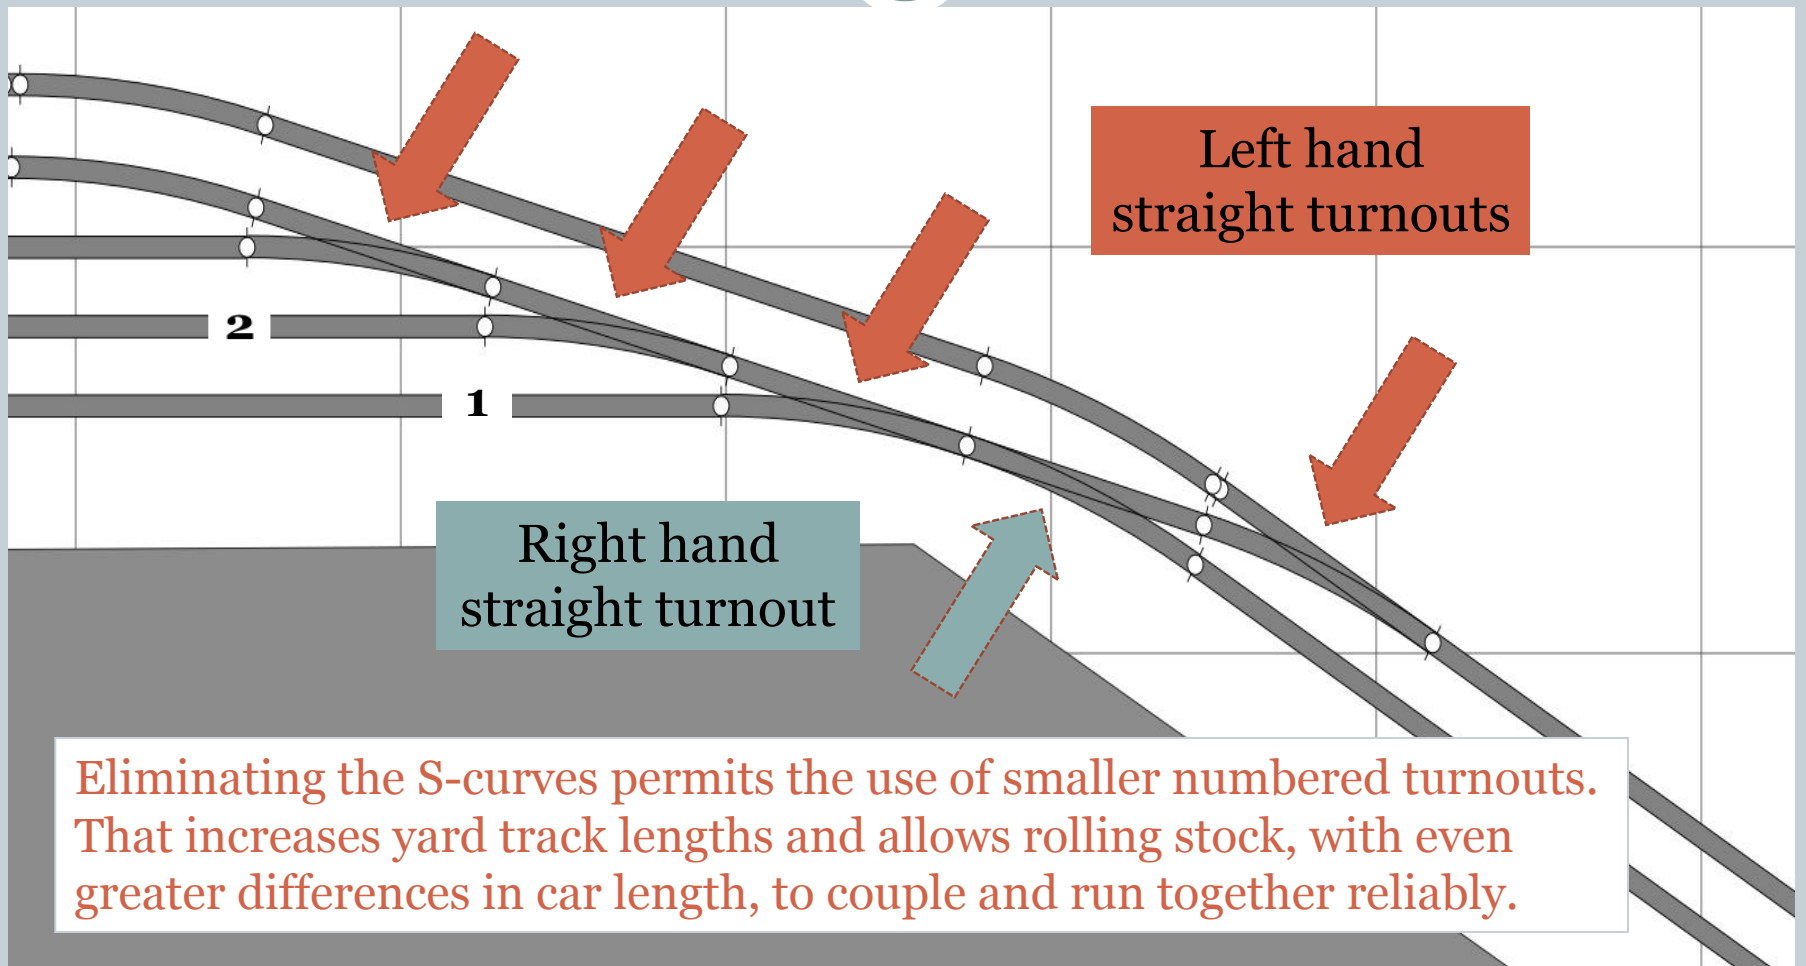 Left hand
straight turnouts
2
1
Right hand
straight turnout
Eliminating the S-curves permits the use of smaller numbered turnouts.
That increases yard track lengths and allows rolling stock, with even
greater differences in car length, to couple and run together reliably.